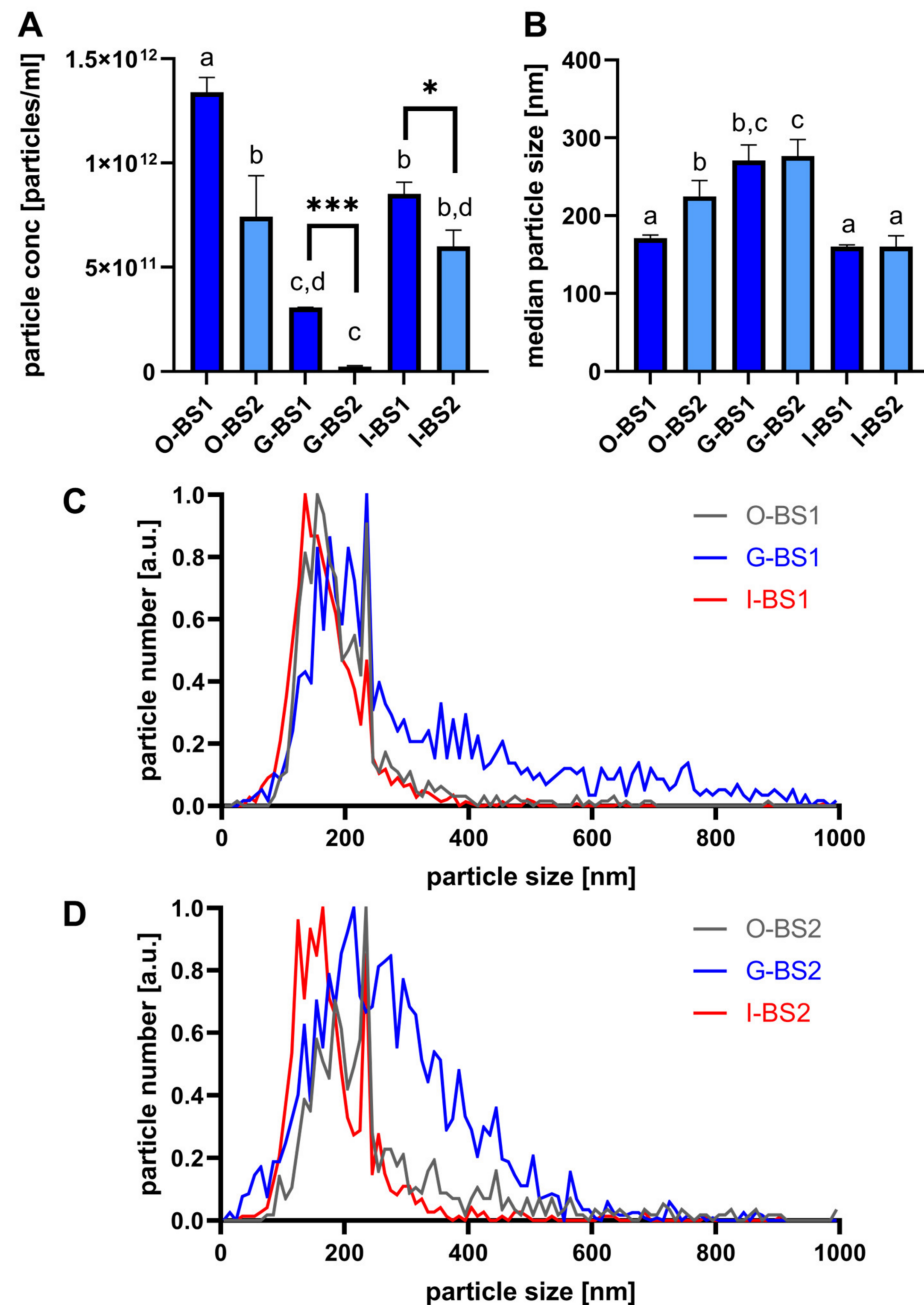 A
particle conc [particles/ml]
1.5×10¹²
1×10¹²
5×10¹¹
0
a
b
c,d
***
c
b
*
b,d
O-BS1
O-BS2
G-BS1
G-BS2
I-BS1
I-BS2
B
median particle size [nm]
400
300
200
100
0
a
b
b,c
c
a
a
O-BS1
O-BS2
G-BS1
G-BS2
I-BS1
I-BS2
C
particle number [a.u.]
1.0
0.8
0.6
0.4
0.2
0.0
O-BS1
G-BS1
I-BS1
0 200 400 600 800 1000
particle size [nm]
D
particle number [a.u.]
1.0
0.8
0.6
0.4
0.2
0.0
O-BS2
G-BS2
I-BS2
0 200 400 600 800 1000
particle size [nm]